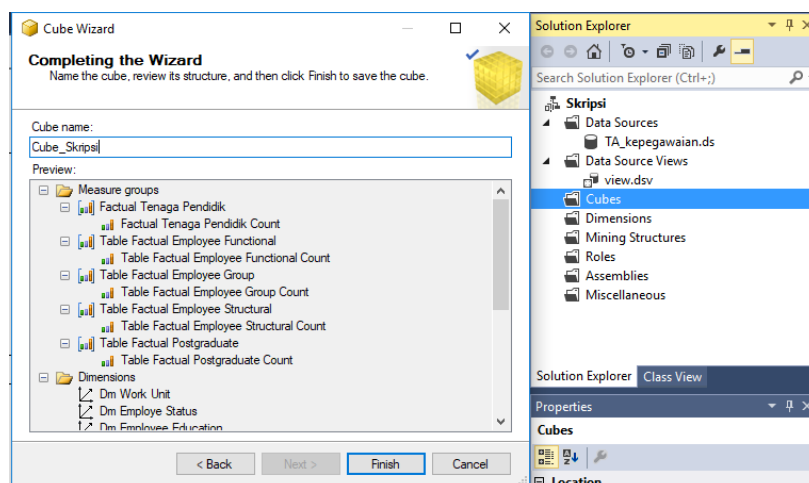 Cube Wizard
Completing the Wizard
Name the cube, review its structure, and then click Finish to save the cube.
Cube name:
Cube_Skripsi
Preview:
Measure groups
Factual Tenaga Pendidik
Factual Tenaga Pendidik Count
Table Factual Employee Functional
Table Factual Employee Functional Count
Table Factual Employee Group
Table Factual Employee Group Count
Table Factual Employee Structural
Table Factual Employee Structural Count
Table Factual Postgraduate
Table Factual Postgraduate Count
Dimensions
Dm Work Unit
Dm Employe Status
Dm Employee Education
< Back
Next >
Finish
Cancel
Solution Explorer
Search Solution Explorer (Ctrl+;)
Skripsi
Data Sources
TA_kepegawaian.ds
Data Source Views
view.dsv
Cubes
Dimensions
Mining Structures
Roles
Assemblies
Miscellaneous
Solution Explorer Class View
Properties
Cubes
Location